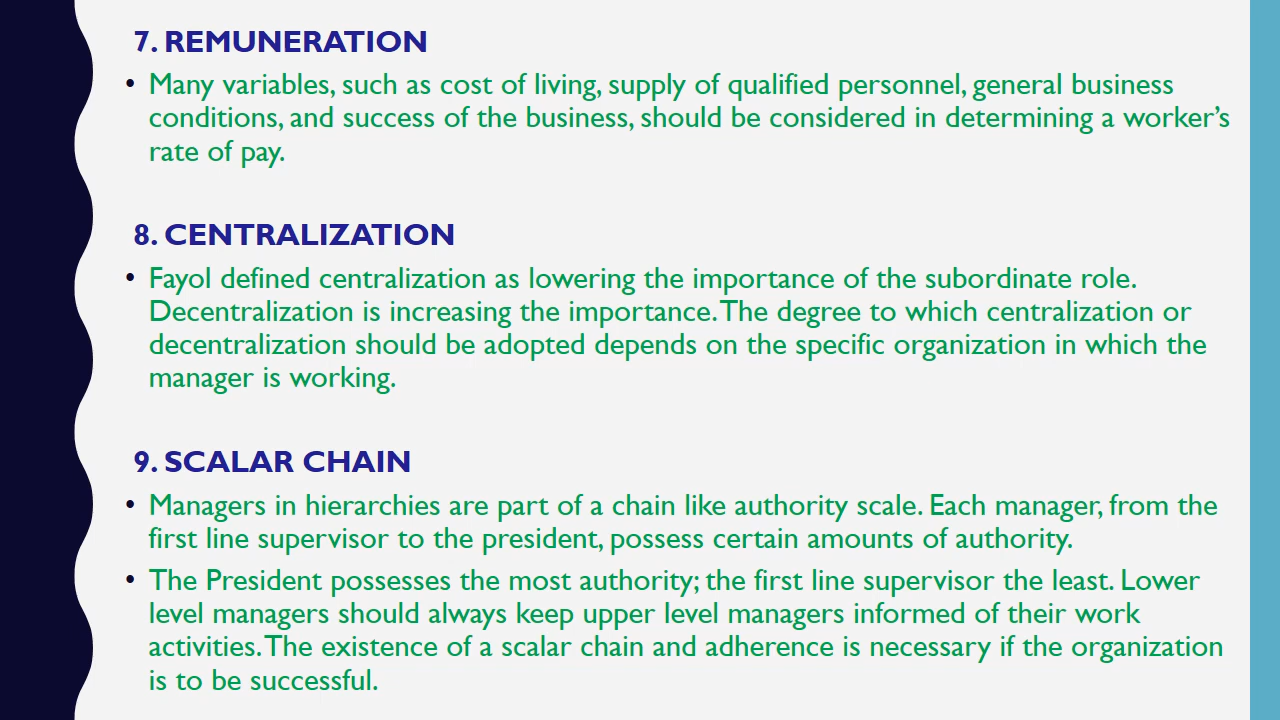 7. REMUNERATION
• Many variables, such as cost of living, supply of qualified personnel, general business
conditions, and success of the business, should be considered in determining a worker’s
rate of pay.
8. CENTRALIZATION
• Fayol defined centralization as lowering the importance of the subordinate role.
Decentralization is increasing the importance. The degree to which centralization or
decentralization should be adopted depends on the specific organization in which the
manager is working.
9. SCALAR CHAIN
• Managers in hierarchies are part of a chain like authority scale. Each manager, from the
first line supervisor to the president, possess certain amounts of authority.
• The President possesses the most authority; the first line supervisor the least. Lower
level managers should always keep upper level managers informed of their work
activities. The existence of a scalar chain and adherence is necessary if the organization
is to be successful.